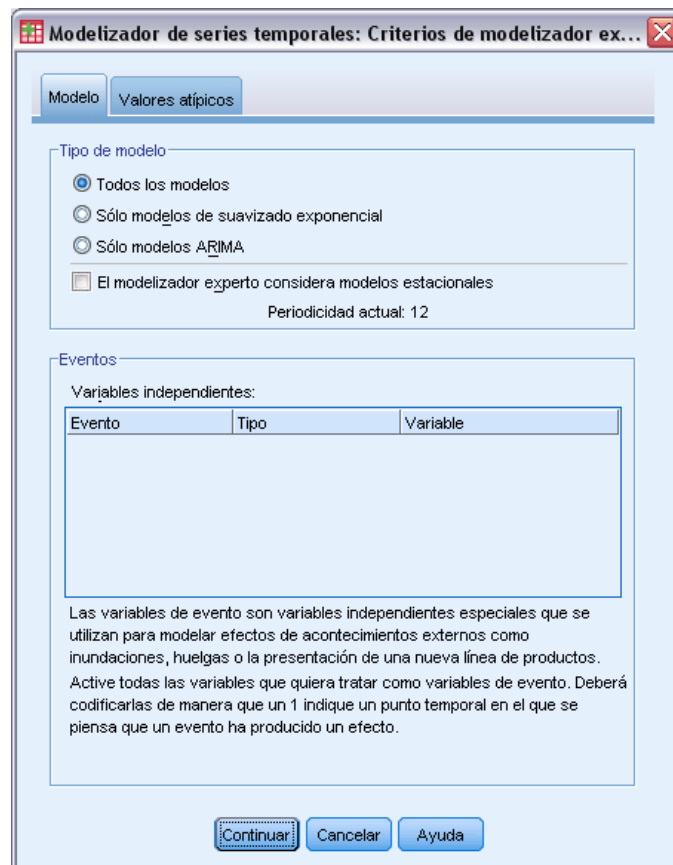 Modelizador de series temporales: Criterios de modelizador ex...
Modelo
Valores atípicos
Tipo de modelo
Todos los modelos
Sólo modelos de suavizado exponencial
Sólo modelos ARIMA
El modelizador experto considera modelos estacionales
Periodicidad actual: 12
Eventos
Variables independientes:
Evento Tipo Variable
Las variables de evento son variables independientes especiales que se
utilizan para modelar efectos de acontecimientos externos como
inundaciones, huelgas o la presentación de una nueva línea de productos.
Active todas las variables que quiera tratar como variables de evento. Deberá
codificarlas de manera que un 1 indique un punto temporal en el que se
piensa que un evento ha producido un efecto.
Continuar Cancelar Ayuda